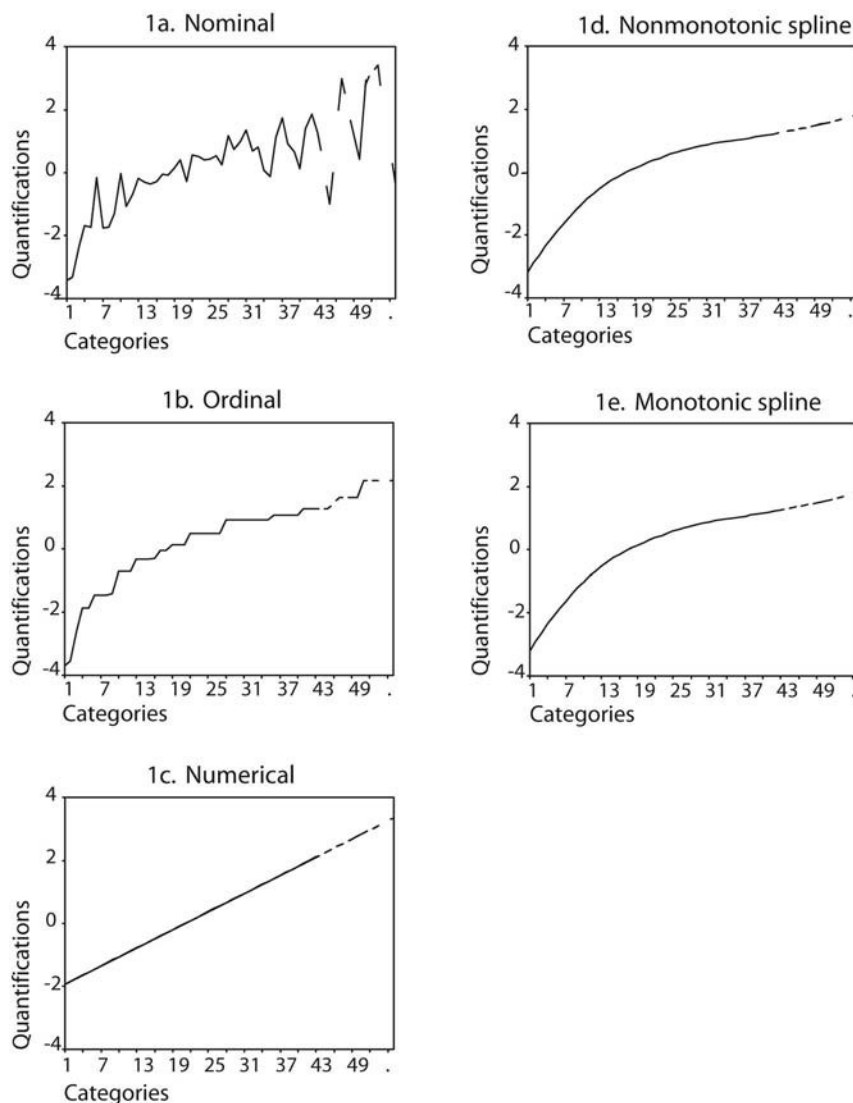 1a. Nominal
4
2
0
-2
-4
Quantifications
1 7 13 19 25 31 37 43 49 .
Categories
1b. Ordinal
4
2
0
-2
-4
Quantifications
1 7 13 19 25 31 37 43 49 .
Categories
1c. Numerical
4
2
0
-2
-4
Quantifications
1 7 13 19 25 31 37 43 49 .
Categories
1d. Nonmonotonic spline
4
2
0
-2
-4
Quantifications
1 7 13 19 25 31 37 43 49 .
Categories
1e. Monotonic spline
4
2
0
-2
-4
Quantifications
1 7 13 19 25 31 37 43 49 .
Categories